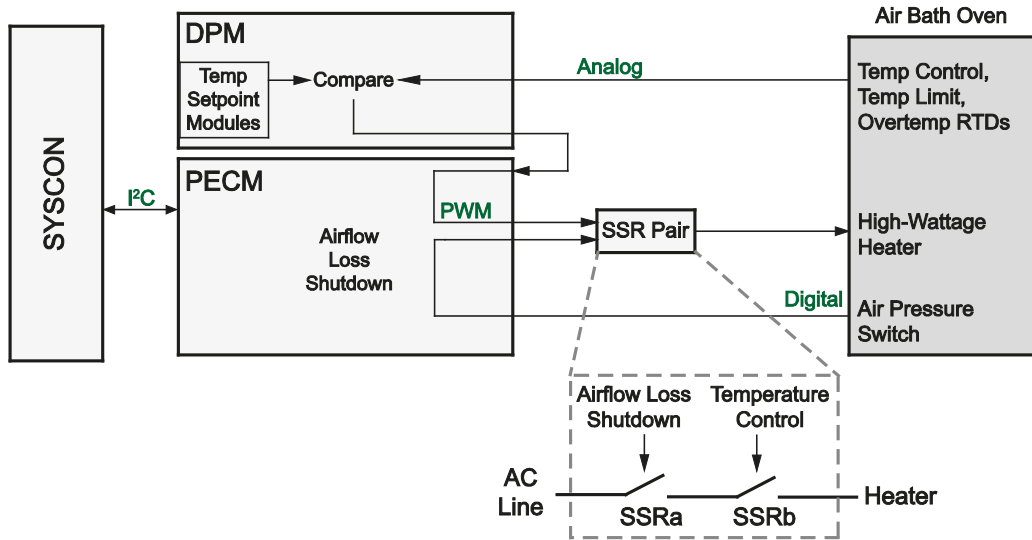 Air Bath Oven
DPM
Temp
Setpoint
Modules
Compare
Analog
Temp Control,
Temp Limit,
Overtemp RTDs
SYSCON
I²C
PECM
PWM
Airflow
Loss
Shutdown
SSR Pair
High-Wattage
Heater
Digital
Air Pressure
Switch
Airflow Loss
Shutdown
Temperature
Control
AC
Line
SSRa
SSRb
Heater